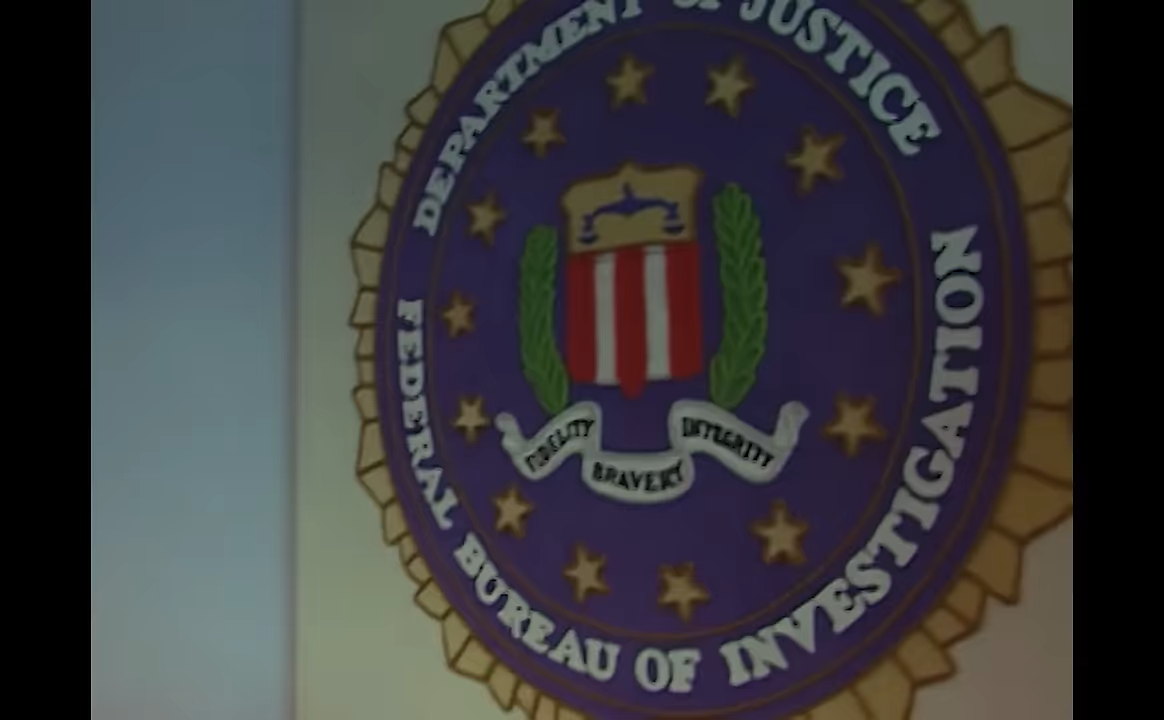 DEPARTMENT OF JUSTICE
FIDELITY
BRAVERY
INTEGRITY
FEDERAL BUREAU OF INVESTIGATION